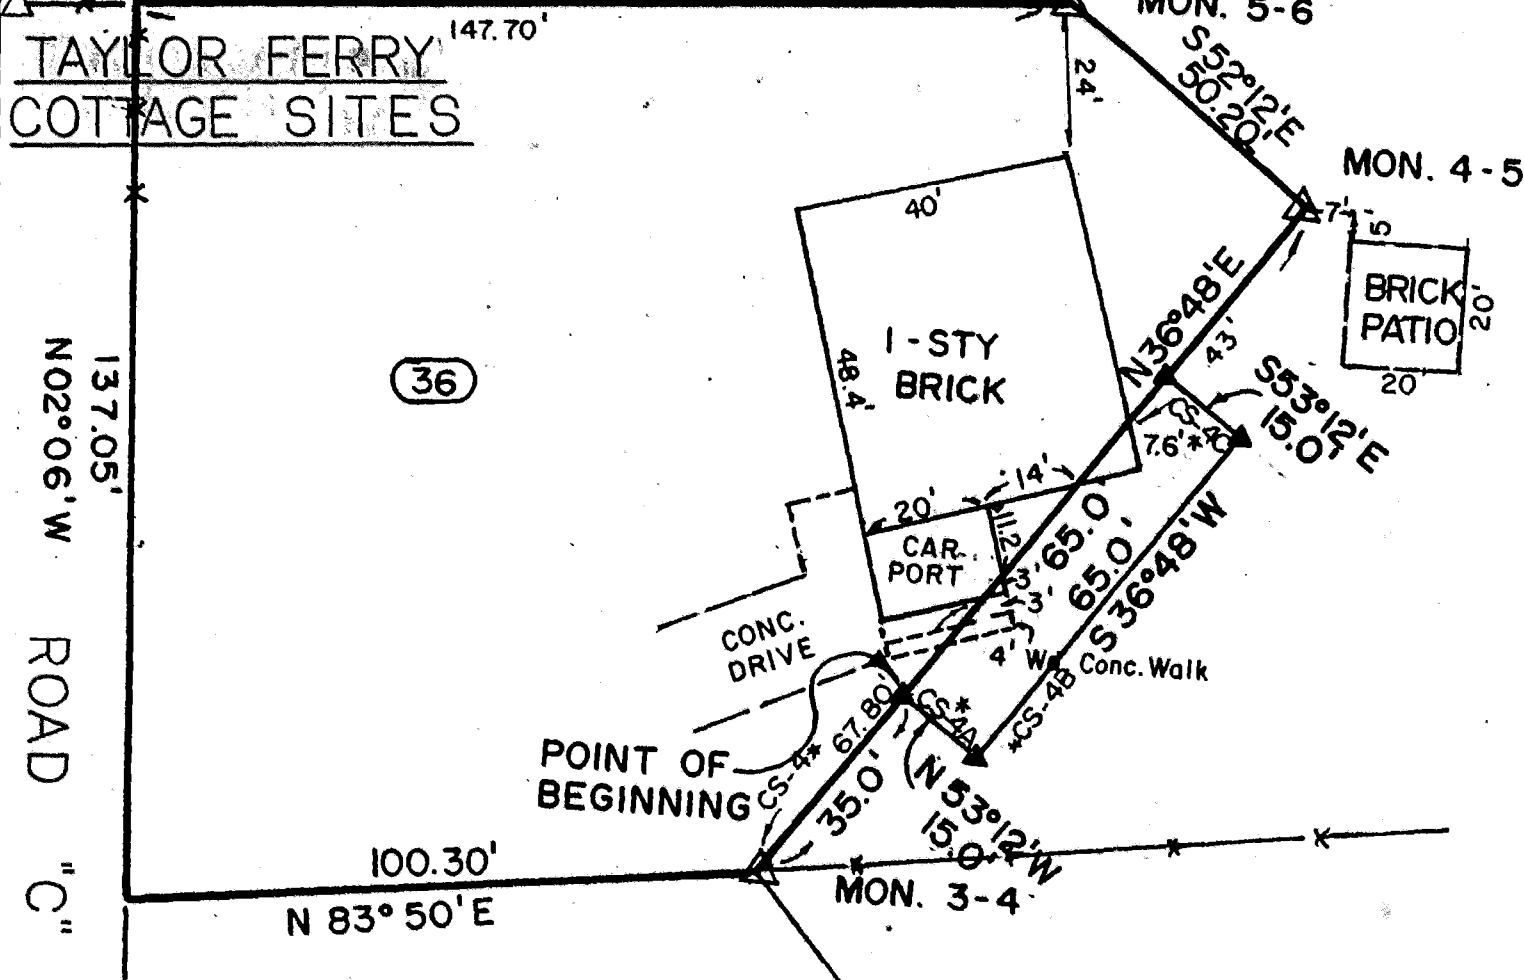 MON. 5-6
147.70'
TAYLOR FERRY
COTTAGE SITES
24'
S 52°12'E
50.20'
MON. 4-5
7'
5
40'
BRICK
PATIO
20'
20'
N 36°48'E
43'
1-STY
BRICK
48.4'
36
137.05'
N 02°06'W
S 53°12'E
15.0'
CS-4C
7.6'*
14'
20'
11.2
CAR
PORT
65.0'
65.0'
S 36°48'W
3'
3'
4'
Conc. Walk
CONC.
DRIVE
CS-4B
CS-4A*
67.80'
CS-4*
POINT OF
BEGINNING
35.0'
N 53°12'W
15.0'
ROAD "C"
100.30'
N 83°50'E
MON. 3-4